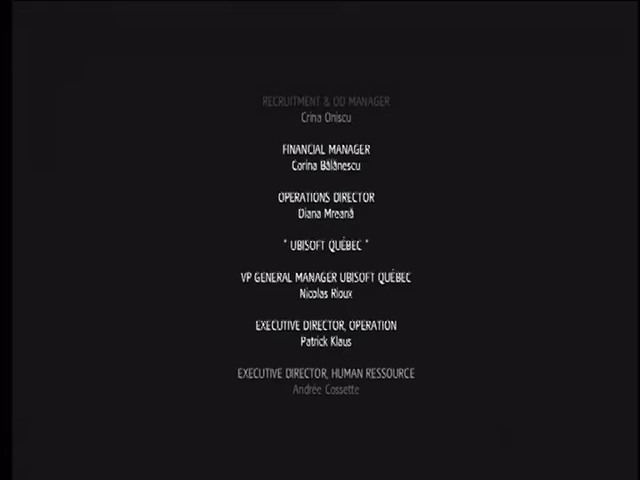 RECRUITMENT & OD MANAGER
Crina Oniscu
FINANCIAL MANAGER
Corina Bălănescu
OPERATIONS DIRECTOR
Diana Mreană
" UBISOFT QUÉBEC "
VP GENERAL MANAGER UBISOFT QUÉBEC
Nicolas Rioux
EXECUTIVE DIRECTOR, OPERATION
Patrick Klaus
EXECUTIVE DIRECTOR, HUMAN RESSOURCE
Andrée Cossette